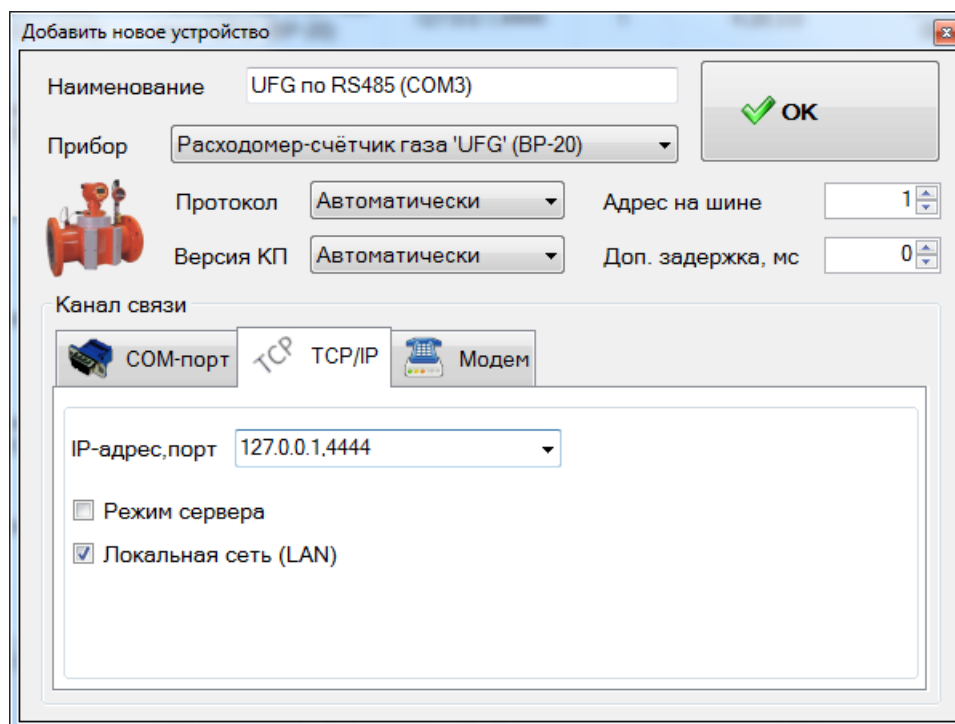 Добавить новое устройство
Наименование UFG по RS485 (COM3)
OK
Прибор Расходомер-счётчик газа 'UFG' (ВР-20)
Протокол Автоматически Адрес на шине 1
Версия КП Автоматически Доп. задержка, мс 0
Канал связи
COM-порт TCP TCP/IP Модем
IP-адрес,порт 127.0.0.1,4444
Режим сервера
Локальная сеть (LAN)